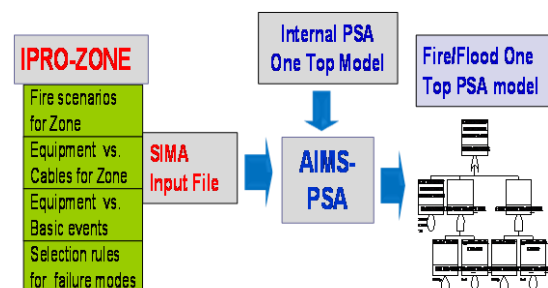 IPRO-ZONE
Fire scenarios
for Zone
Equipment vs.
Cables for Zone
Equipment vs.
Basic events
Selection rules
for failure modes
SIMA
Input File
Internal PSA
One Top Model
AIMS-
PSA
Fire/Flood One
Top PSA model